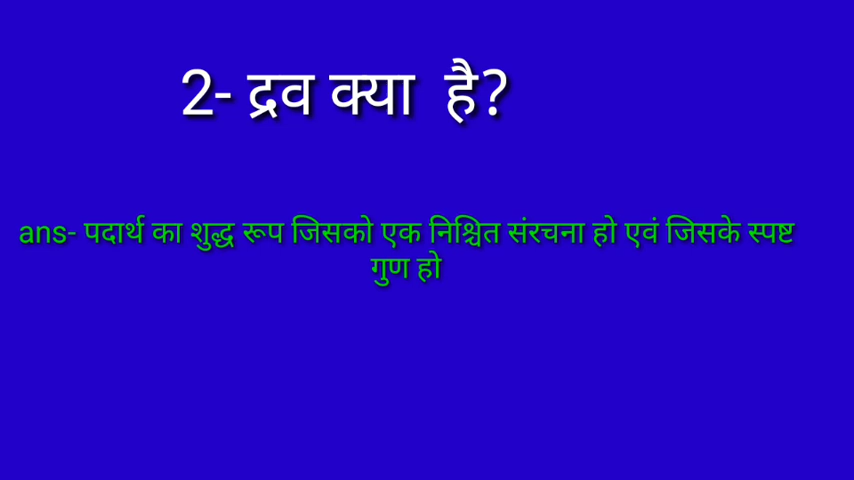 2- द्रव क्या है?
ans- पदार्थ का शुद्ध रूप जिसको एक निश्चित संरचना हो एवं जिसके स्पष्ट
गुण हो